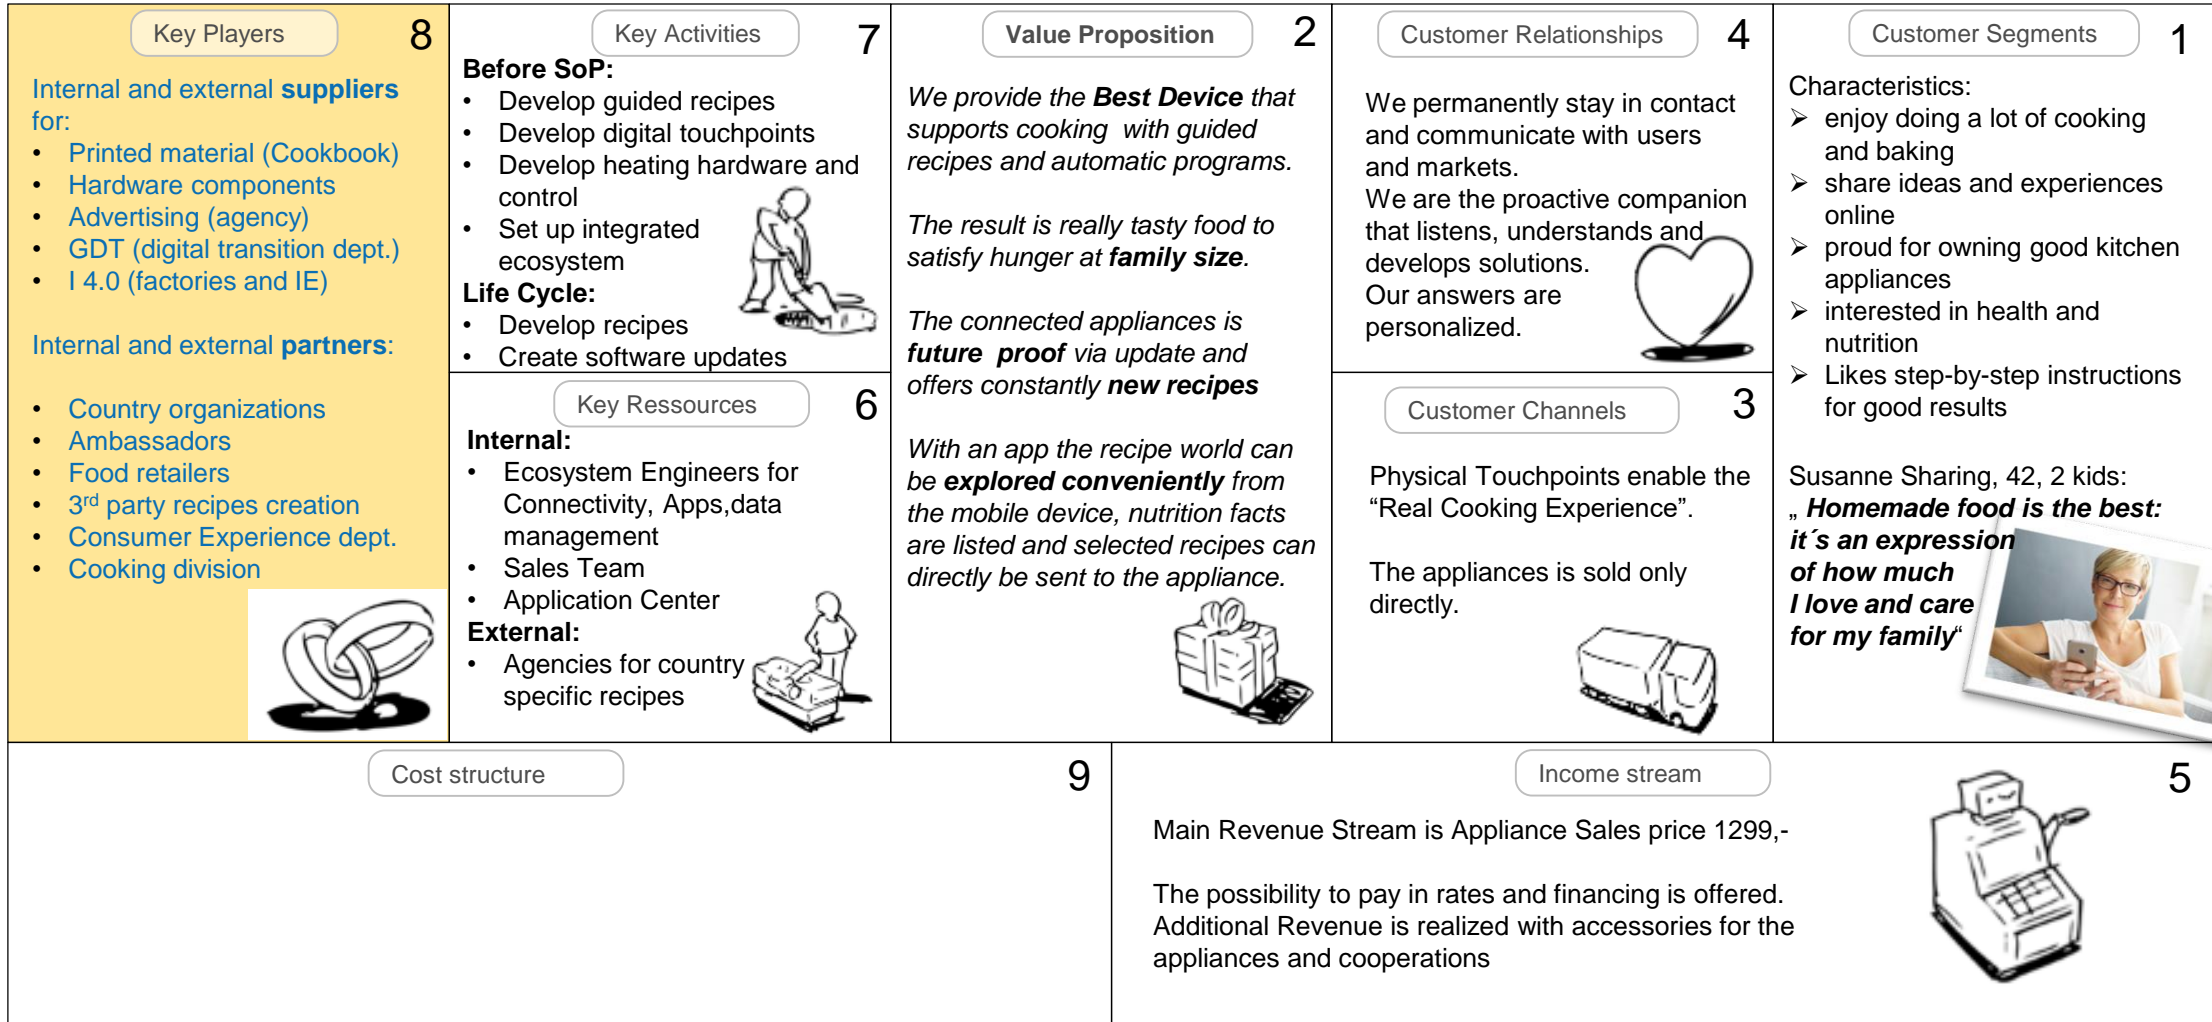 Key Players
8
Internal and external suppliers
for:
• Printed material (Cookbook)
• Hardware components
• Advertising (agency)
• GDT (digital transition dept.)
• I 4.0 (factories and IE)
Internal and external partners:
• Country organizations
• Ambassadors
• Food retailers
• 3rd party recipes creation
• Consumer Experience dept.
• Cooking division
Key Activities
7
Before SoP:
• Develop guided recipes
• Develop digital touchpoints
• Develop heating hardware and
control
• Set up integrated
ecosystem
Life Cycle:
• Develop recipes
• Create software updates
Key Ressources
6
Internal:
• Ecosystem Engineers for
Connectivity, Apps,data
management
• Sales Team
• Application Center
External:
• Agencies for country
specific recipes
Value Proposition
2
We provide the Best Device that
supports cooking with guided
recipes and automatic programs.
The result is really tasty food to
satisfy hunger at family size.
The connected appliances is
future proof via update and
offers constantly new recipes
With an app the recipe world can
be explored conveniently from
the mobile device, nutrition facts
are listed and selected recipes can
directly be sent to the appliance.
Customer Relationships
4
We permanently stay in contact
and communicate with users
and markets.
We are the proactive companion
that listens, understands and
develops solutions.
Our answers are
personalized.
Customer Channels
3
Physical Touchpoints enable the
“Real Cooking Experience”.
The appliances is sold only
directly.
Customer Segments
1
Characteristics:
➢ enjoy doing a lot of cooking
and baking
➢ share ideas and experiences
online
➢ proud for owning good kitchen
appliances
➢ interested in health and
nutrition
➢ Likes step-by-step instructions
for good results
Susanne Sharing, 42, 2 kids:
„ Homemade food is the best:
it´s an expression
of how much
I love and care
for my family“
Cost structure
9
Income stream
5
Main Revenue Stream is Appliance Sales price 1299,-
The possibility to pay in rates and financing is offered.
Additional Revenue is realized with accessories for the
appliances and cooperations